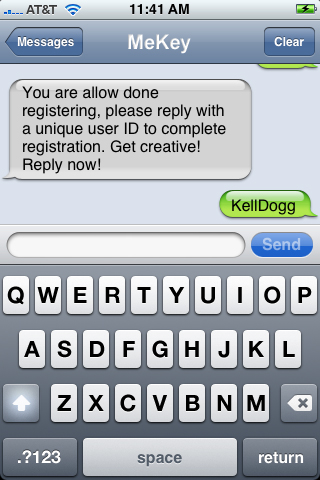 AT&T 11:41 AM
Messages MeKey Clear
You are allow done
registering, please reply with
a unique user ID to complete
registration. Get creative!
Reply now!
KellDogg
Send
Q W E R T Y U I O P
A S D F G H J K L
Z X C V B N M
.?123 space return